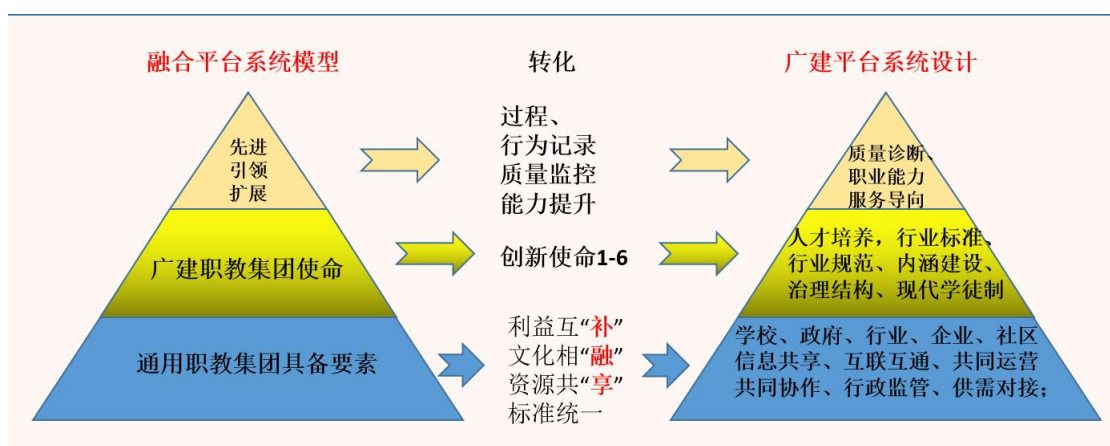 融合平台系统模型
转化
广建平台系统设计
先进
引领
扩展
过程、
行为记录
质量监控
能力提升
质量诊断、
职业能力
服务导向
广建职教集团使命
创新使命1-6
人才培养，行业标准、
行业规范、内涵建设、
治理结构、现代学徒制
通用职教集团具备要素
利益互“补”
文化相“融”
资源共“享”
标准统一
学校、政府、行业、企业、社区
信息共享、互联互通、共同运营
共同协作、行政监管、供需对接；